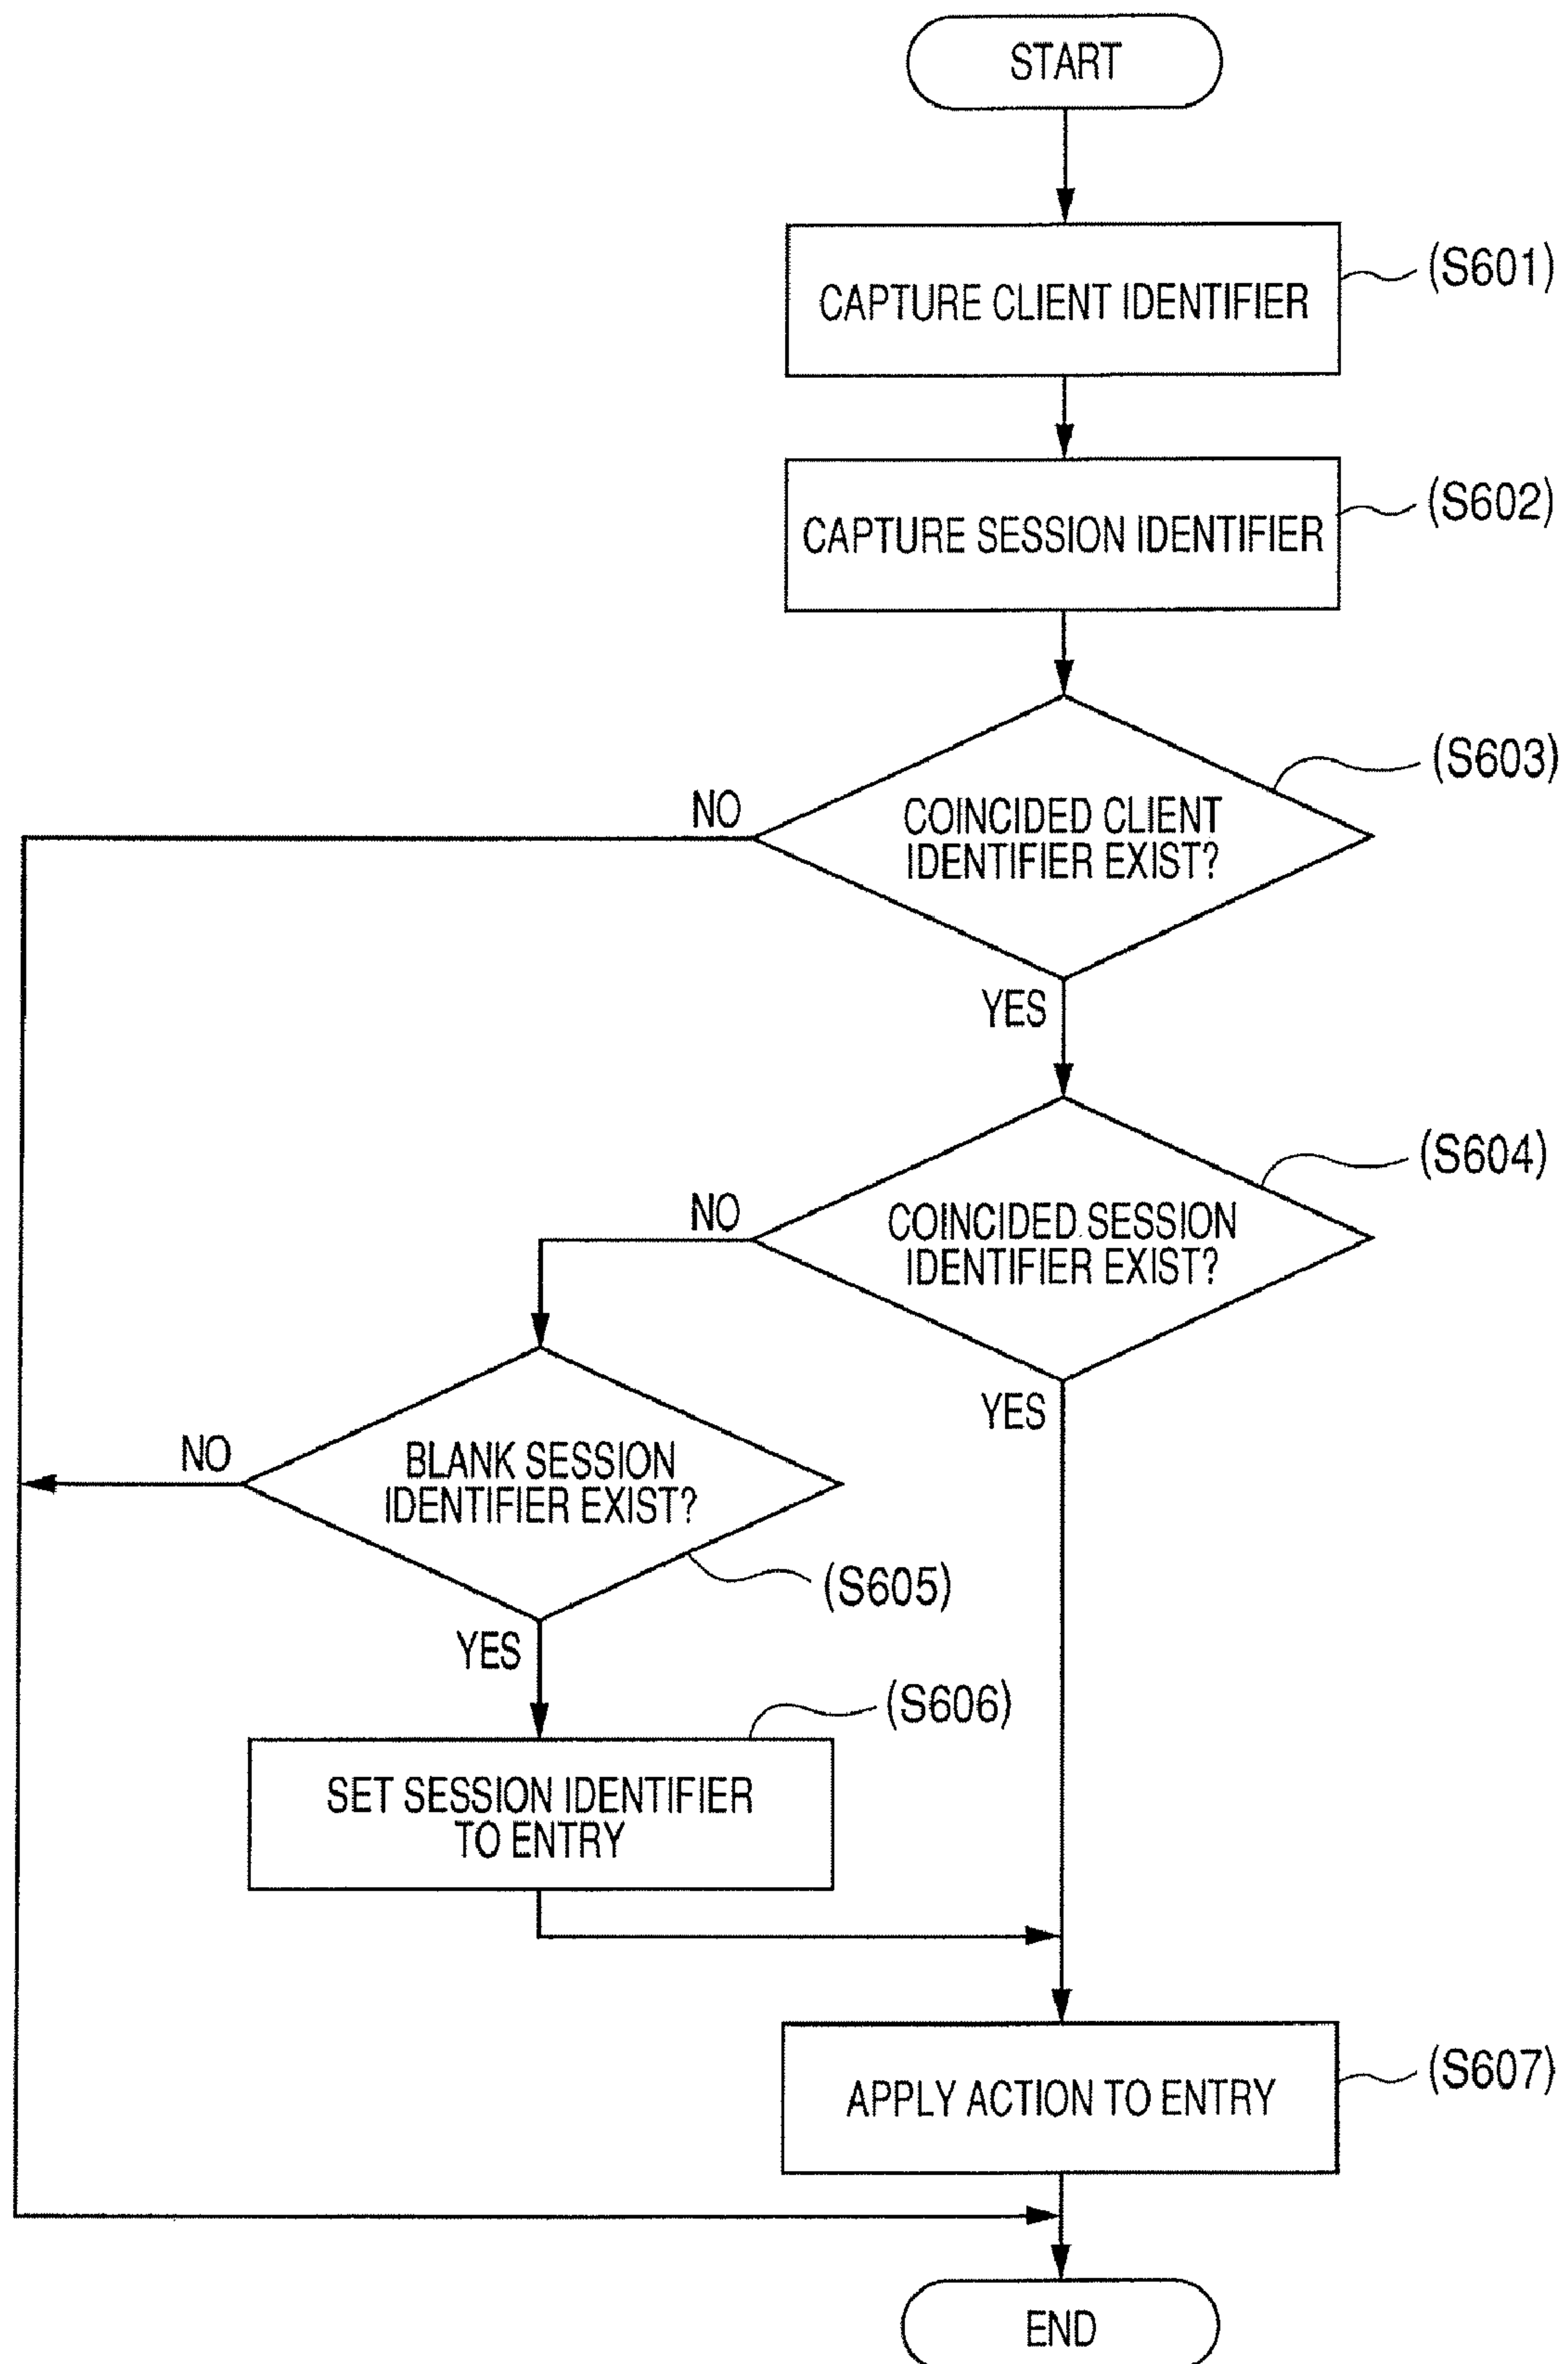 START
CAPTURE CLIENT IDENTIFIER
(S601)
CAPTURE SESSION IDENTIFIER
(S602)
COINCIDED CLIENT
IDENTIFIER EXIST?
(S603)
NO
YES
COINCIDED SESSION
IDENTIFIER EXIST?
(S604)
NO
YES
BLANK SESSION
IDENTIFIER EXIST?
(S605)
NO
YES
SET SESSION IDENTIFIER
TO ENTRY
(S606)
APPLY ACTION TO ENTRY
(S607)
END